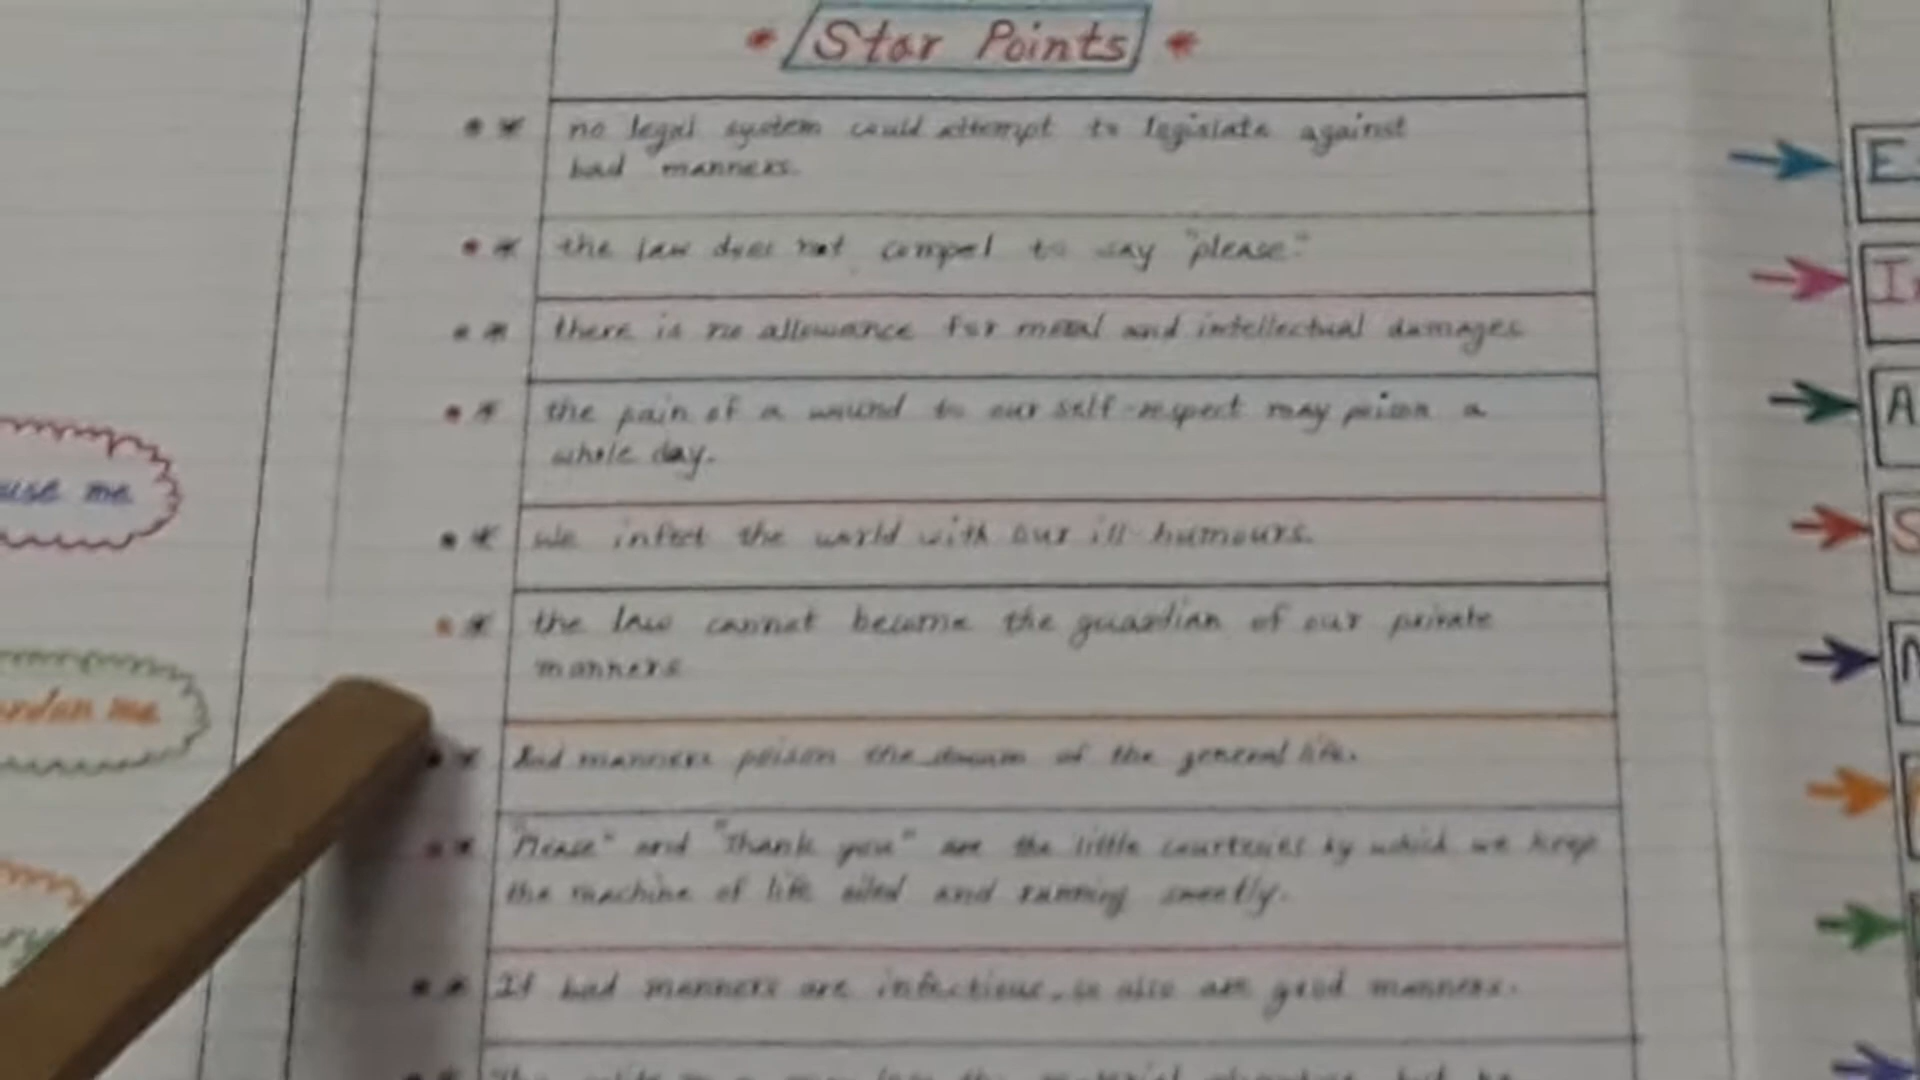 Star Points
no legal system could attempt to legislate against
bad manners.
the law does not compel to say "please."
there is no allowance for moral and intellectual damages
the pain of a wound to our self-respect may poison a
whole day.
we infect the world with our ill-humours.
the law cannot become the guardian of our private
manners
Bad manners poison the stream of the general life.
"Please" and "Thank you" are the little courtesies by which we keep
the machine of life oiled and running sweetly.
If bad manners are infectious, so also are good manners.
use me
ardon me
E
I
A
S